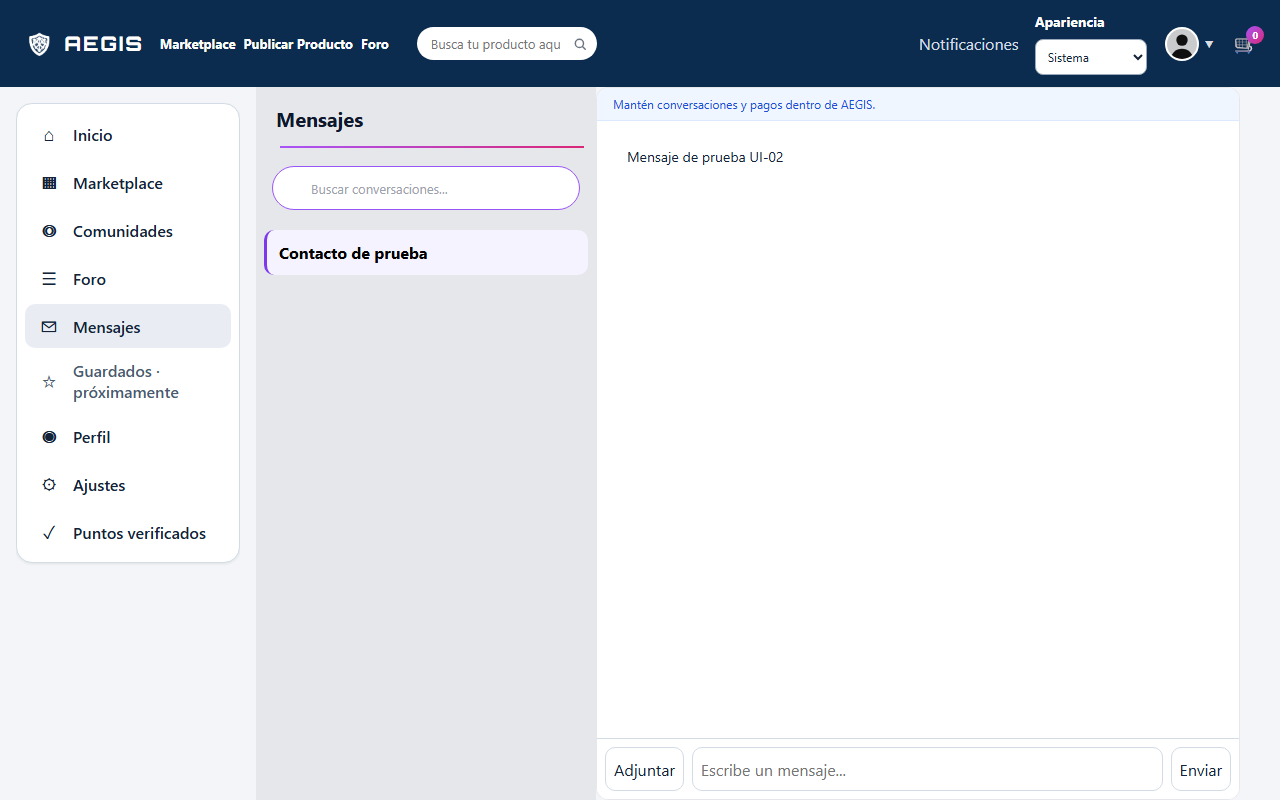 AEGIS
Marketplace Publicar Producto Foro
Busca tu producto aqu
Notificaciones
Apariencia
Sistema
0
Inicio
Marketplace
Comunidades
Foro
Mensajes
Guardados ·
próximamente
Perfil
Ajustes
Puntos verificados
Mensajes
Buscar conversaciones...
Contacto de prueba
Mantén conversaciones y pagos dentro de AEGIS.
Mensaje de prueba UI-02
Adjuntar
Escribe un mensaje...
Enviar